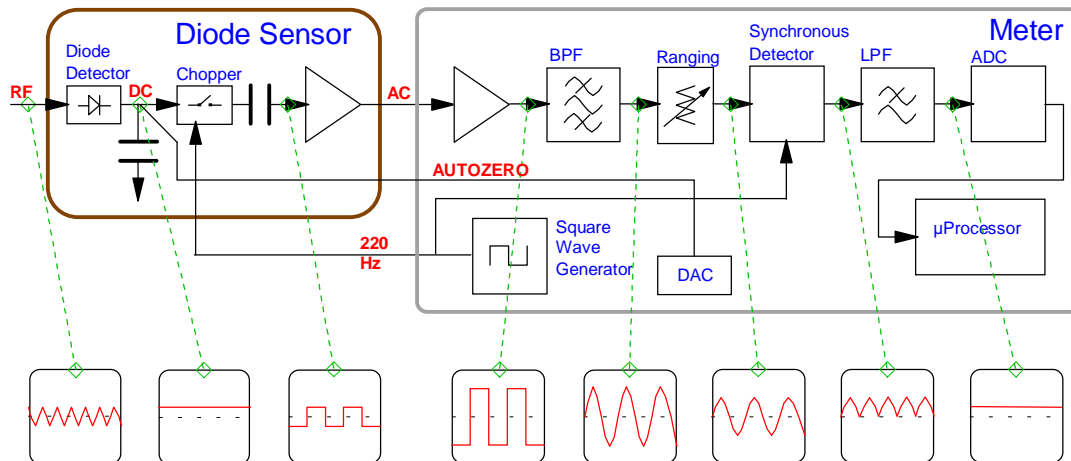 Diode Sensor
Meter
Diode
Detector
Chopper
BPF
Ranging
Synchronous
Detector
LPF
ADC
RF
DC
AC
AUTOZERO
220
Hz
Square
Wave
Generator
DAC
µProcessor